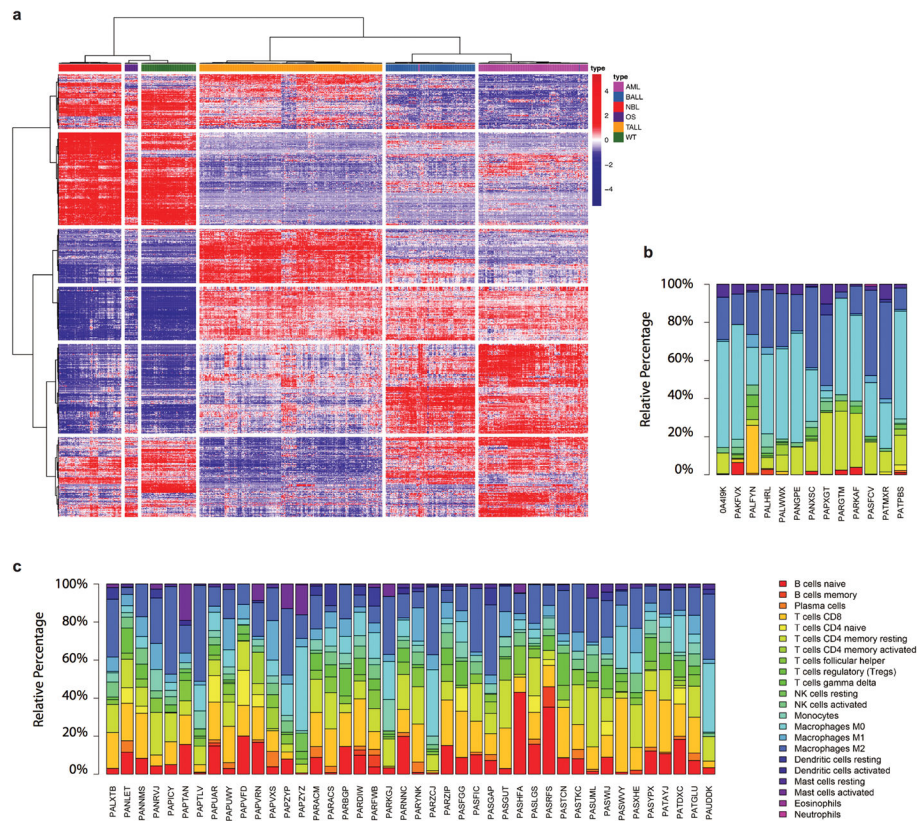 a
type
4
2
0
−2
−4
type
AML
BALL
NBL
OS
TALL
WT
b
100%
80%
60%
40%
20%
0%
Relative Percentage
0A4I9K
PAKFVX
PALFYN
PALHRL
PALWWX
PANGPE
PANXSC
PAPXGT
PARGTM
PARKAF
PASFCV
PATMXR
PATPBS
c
100%
80%
60%
40%
20%
0%
Relative Percentage
PALXTB
PANLET
PANNMS
PANRVJ
PAPICY
PAPTAN
PAPTLV
PAPUAR
PAPUWY
PAPVFD
PAPVRN
PAPVXS
PAPZYP
PAPZYZ
PARACM
PARACS
PARBGP
PARDIW
PARFWB
PARKGJ
PARNNC
PARYNK
PARZCJ
PARZIP
PASFGG
PASFIC
PASGAP
PASGUT
PASHFA
PASLGS
PASRFS
PASTCN
PASTKC
PASUML
PASWIJ
PASWVY
PASXHE
PASYPX
PATAYJ
PATDXC
PATGLU
PAUDDK
B cells naive
B cells memory
Plasma cells
T cells CD8
T cells CD4 naive
T cells CD4 memory resting
T cells CD4 memory activated
T cells follicular helper
T cells regulatory (Tregs)
T cells gamma delta
NK cells resting
NK cells activated
Monocytes
Macrophages M0
Macrophages M1
Macrophages M2
Dendritic cells resting
Dendritic cells activated
Mast cells resting
Mast cells activated
Eosinophils
Neutrophils